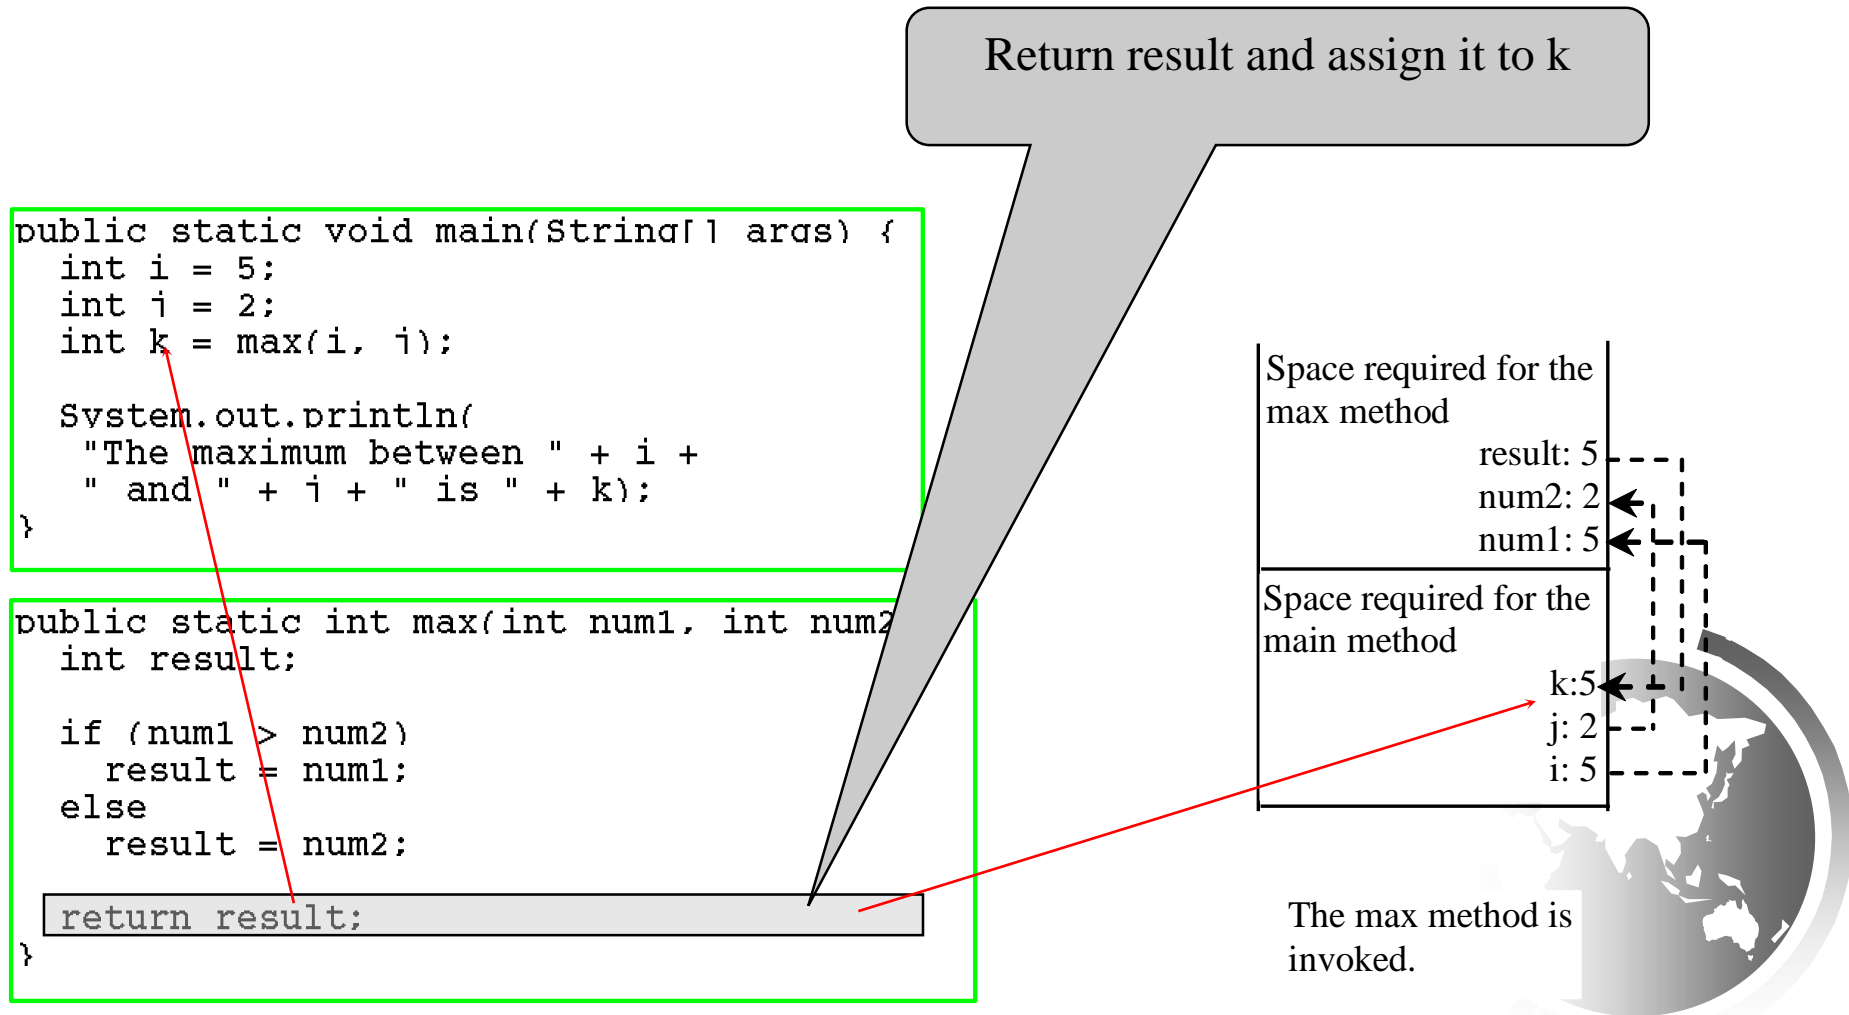 Return result and assign it to k
public static void main(String[] args) {
  int i = 5;
  int j = 2;
  int k = max(i, j);

  System.out.println(
   "The maximum between " + i +
   " and " + j + " is " + k);
}
public static int max(int num1, int num2
  int result;

  if (num1 > num2)
    result = num1;
  else
    result = num2;

  return result;
}
Space required for the
max method
result: 5
num2: 2
num1: 5
Space required for the
main method
k:5
j: 2
i: 5
The max method is
invoked.